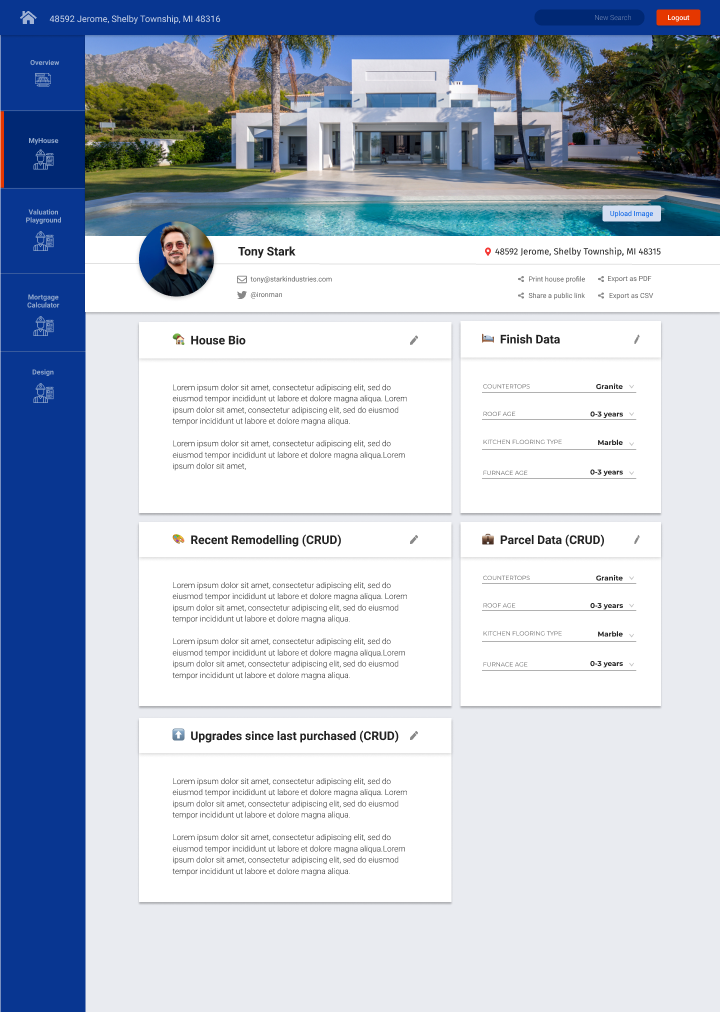 48592 Jerome, Shelby Township, MI 48316
New Search
Logout
Overview
MyHouse
Valuation
Playground
Mortgage
Calculator
Design
Upload Image
Tony Stark
48592 Jerome, Shelby Township, MI 48315
tony@starkindustries.com
@ironman
Print house profile
Export as PDF
Share a public link
Export as CSV
House Bio
Lorem ipsum dolor sit amet, consectetur adipiscing elit, sed do
eiusmod tempor incididunt ut labore et dolore magna aliqua. Lorem
ipsum dolor sit amet, consectetur adipiscing elit, sed do eiusmod
tempor incididunt ut labore et dolore magna aliqua.
Lorem ipsum dolor sit amet, consectetur adipiscing elit, sed do
eiusmod tempor incididunt ut labore et dolore magna aliqua.Lorem
ipsum dolor sit amet,
Finish Data
COUNTERTOPS Granite
ROOF AGE 0-3 years
KITCHEN FLOORING TYPE Marble
FURNACE AGE 0-3 years
Recent Remodelling (CRUD)
Lorem ipsum dolor sit amet, consectetur adipiscing elit, sed do
eiusmod tempor incididunt ut labore et dolore magna aliqua. Lorem
ipsum dolor sit amet, consectetur adipiscing elit, sed do eiusmod
tempor incididunt ut labore et dolore magna aliqua.
Lorem ipsum dolor sit amet, consectetur adipiscing elit, sed do
eiusmod tempor incididunt ut labore et dolore magna aliqua.Lorem
ipsum dolor sit amet, consectetur adipiscing elit, sed do eiusmod
tempor incididunt ut labore et dolore magna aliqua.
Parcel Data (CRUD)
COUNTERTOPS Granite
ROOF AGE 0-3 years
KITCHEN FLOORING TYPE Marble
FURNACE AGE 0-3 years
Upgrades since last purchased (CRUD)
Lorem ipsum dolor sit amet, consectetur adipiscing elit, sed do
eiusmod tempor incididunt ut labore et dolore magna aliqua. Lorem
ipsum dolor sit amet, consectetur adipiscing elit, sed do eiusmod
tempor incididunt ut labore et dolore magna aliqua.
Lorem ipsum dolor sit amet, consectetur adipiscing elit, sed do
eiusmod tempor incididunt ut labore et dolore magna aliqua.Lorem
ipsum dolor sit amet, consectetur adipiscing elit, sed do eiusmod
tempor incididunt ut labore et dolore magna aliqua.